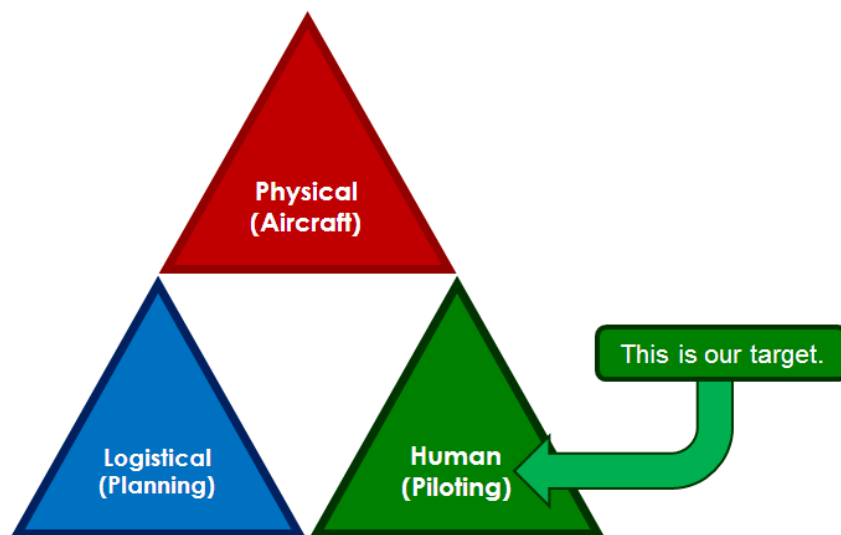 Physical
(Aircraft)
This is our target.
Logistical
(Planning)
Human
(Piloting)